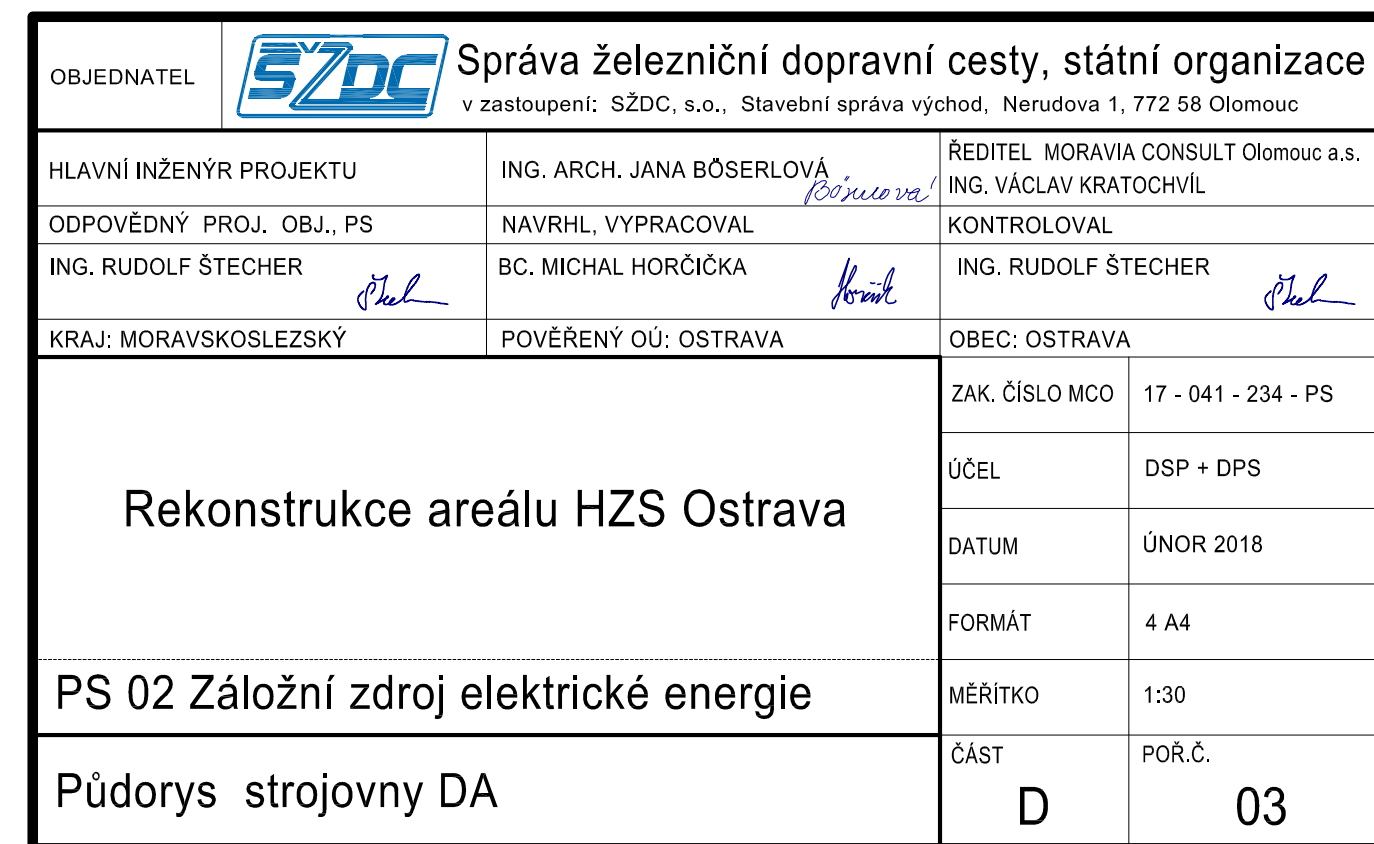 OBJEDNATEL
SŽDC
Správa železniční dopravní cesty, státní organizace
v zastoupení: SŽDC, s.o., Stavební správa východ, Nerudova 1, 772 58 Olomouc
HLAVNÍ INŽENÝR PROJEKTU
ING. ARCH. JANA BÖSERLOVÁ
Böserlová
ŘEDITEL MORAVIA CONSULT Olomouc a.s.
ING. VÁCLAV KRATOCHVÍL
ODPOVĚDNÝ PROJ. OBJ., PS
NAVRHL, VYPRACOVAL
KONTROLOVAL
ING. RUDOLF ŠTECHER
BC. MICHAL HORČIČKA
ING. RUDOLF ŠTECHER
KRAJ: MORAVSKOSLEZSKÝ
POVĚŘENÝ OÚ: OSTRAVA
OBEC: OSTRAVA
Rekonstrukce areálu HZS Ostrava
ZAK. ČÍSLO MCO
17 - 041 - 234 - PS
ÚČEL
DSP + DPS
DATUM
ÚNOR 2018
FORMÁT
4 A4
PS 02 Záložní zdroj elektrické energie
MĚŘÍTKO
1:30
Půdorys strojovny DA
ČÁST
D
POŘ.Č.
03